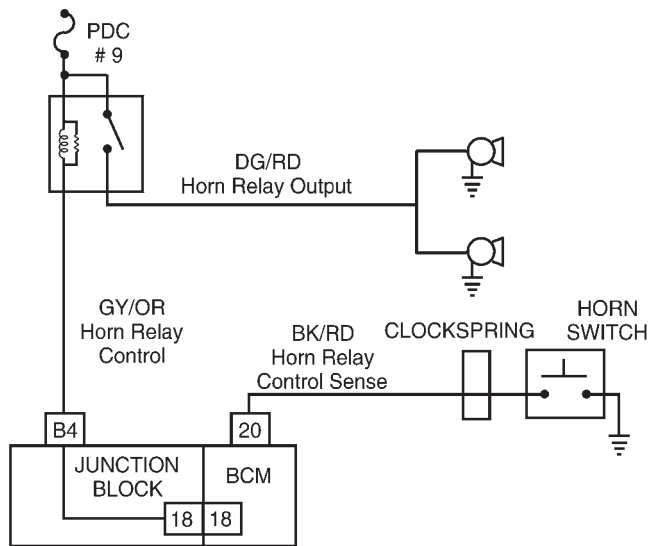 PDC
# 9
DG/RD
Horn Relay Output
GY/OR
Horn Relay
Control
BK/RD
Horn Relay
Control Sense
CLOCKSPRING
HORN
SWITCH
B4
20
JUNCTION
BLOCK
BCM
18
18